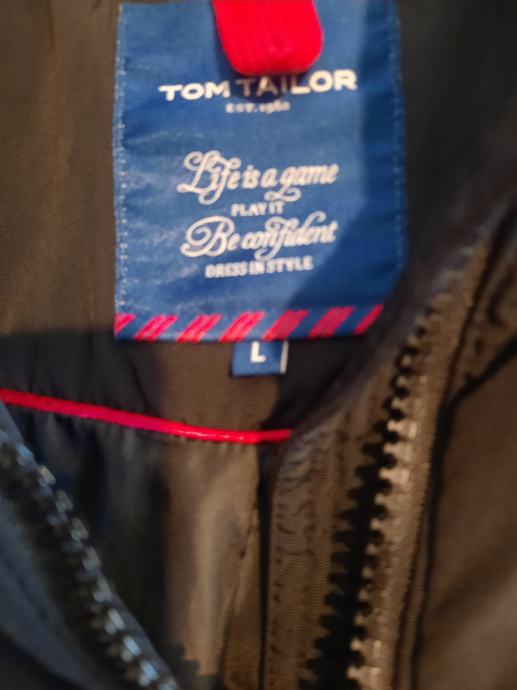 TOM TAILOR
EST. 1962
Life is a game
PLAY IT
Be confident
DRESS IN STYLE
L